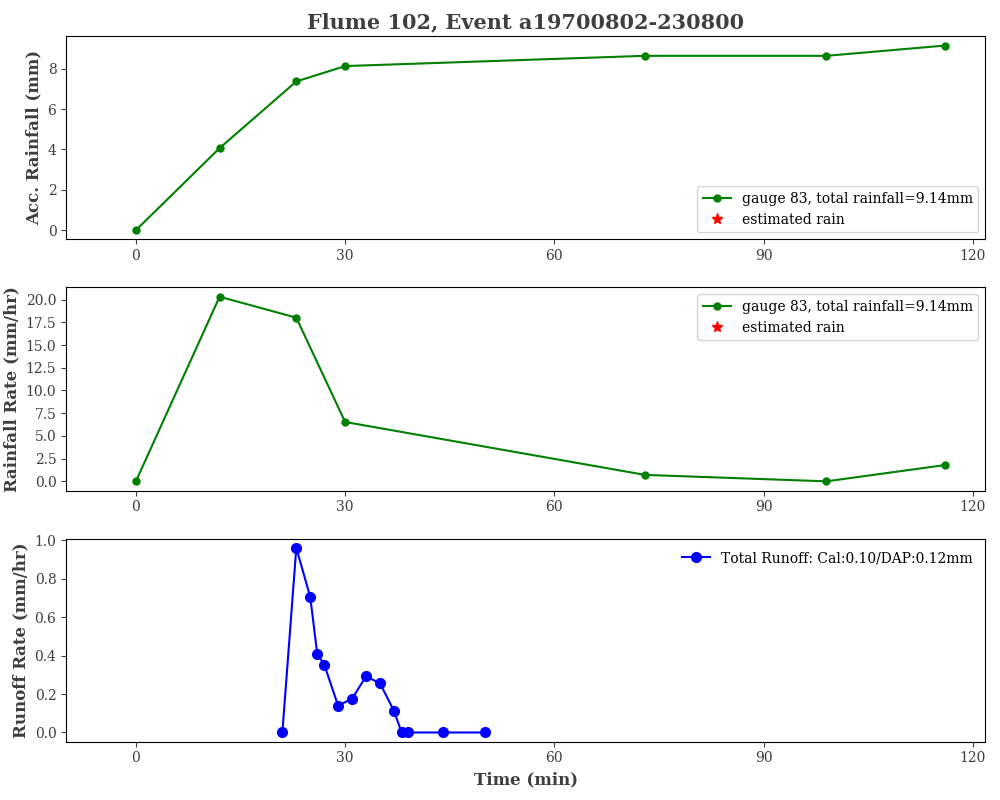 Flume 102, Event a19700802-230800
Acc. Rainfall (mm)
8
6
4
2
0
gauge 83, total rainfall=9.14mm
estimated rain
0 30 60 90 120
Rainfall Rate (mm/hr)
20.0
17.5
15.0
12.5
10.0
7.5
5.0
2.5
0.0
gauge 83, total rainfall=9.14mm
estimated rain
0 30 60 90 120
Runoff Rate (mm/hr)
1.0
0.8
0.6
0.4
0.2
0.0
Total Runoff: Cal:0.10/DAP:0.12mm
0 30 60 90 120
Time (min)